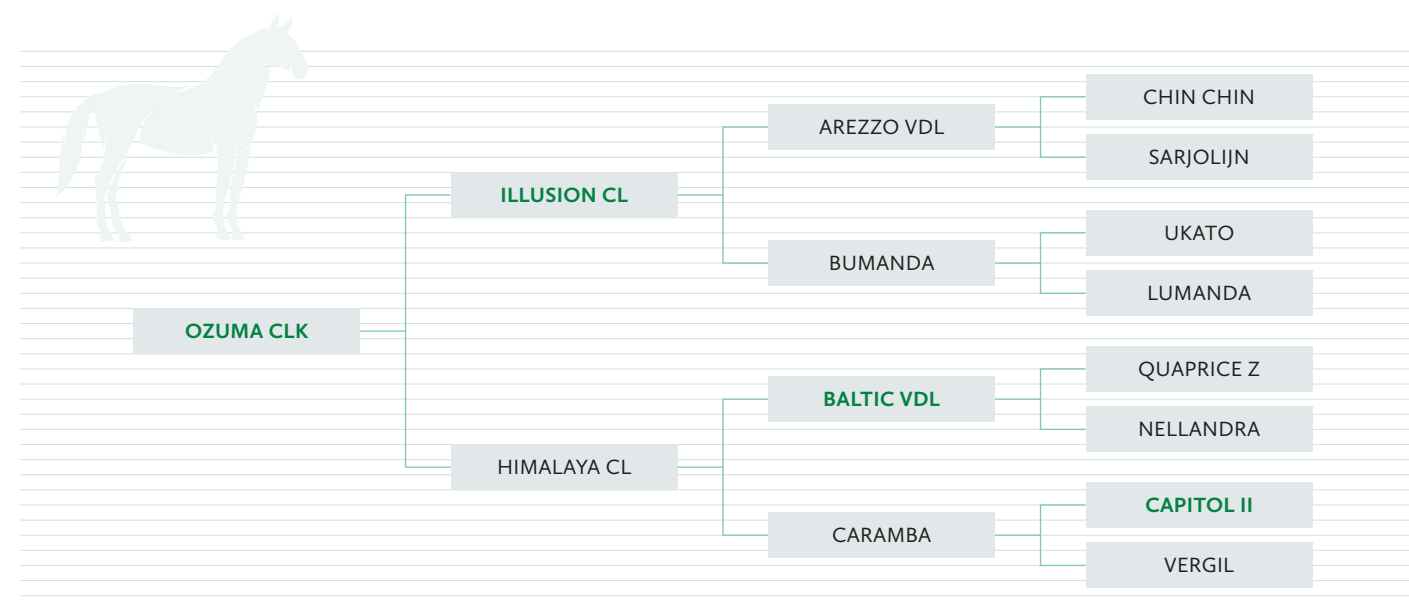 CHIN CHIN
AREZZO VDL
SARJOLIJN
ILLUSION CL
UKATO
BUMANDA
LUMANDA
OZUMA CLK
QUAPRICE Z
BALTIC VDL
NELLANDRA
HIMALAYA CL
CAPITOL II
CARAMBA
VERGIL